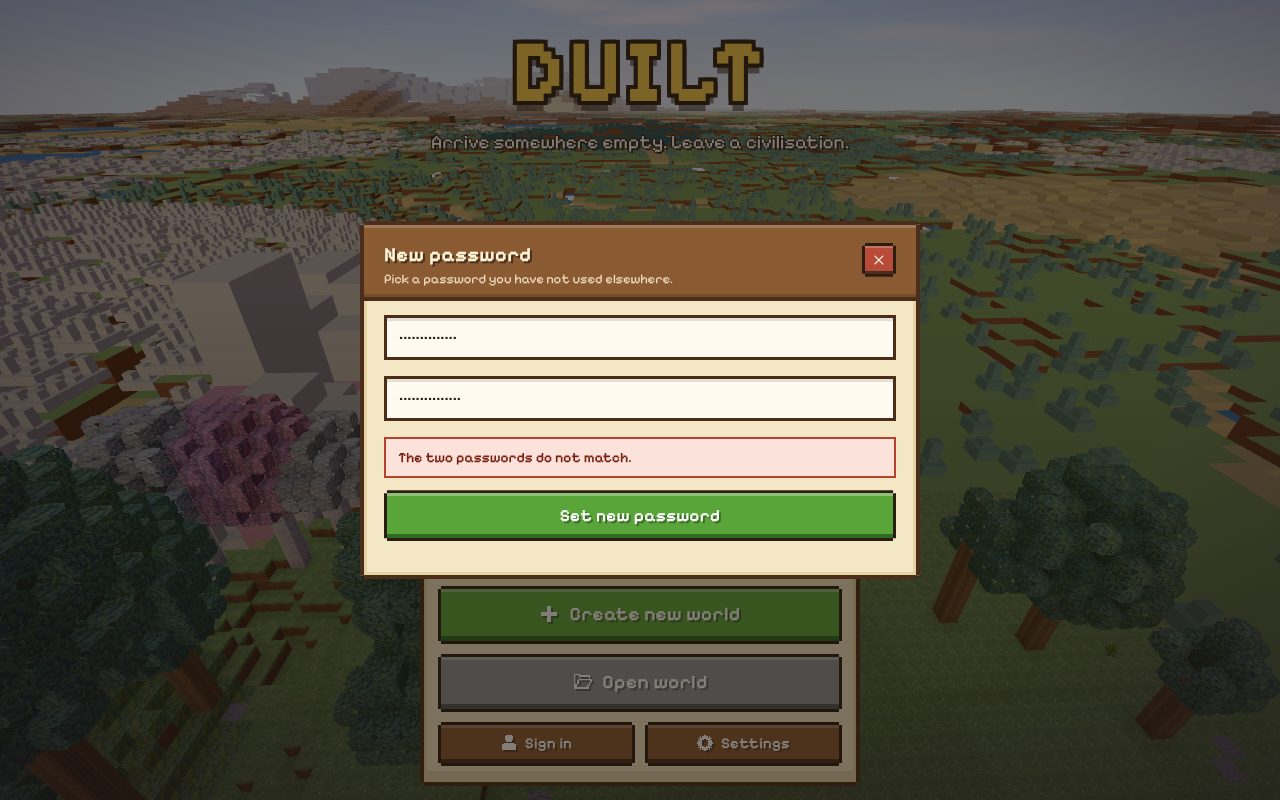 DUILT
Arrive somewhere empty. Leave a civilisation.
New password
Pick a password you have not used elsewhere.
The two passwords do not match.
Set new password
Create new world
Open world
Sign in
Settings